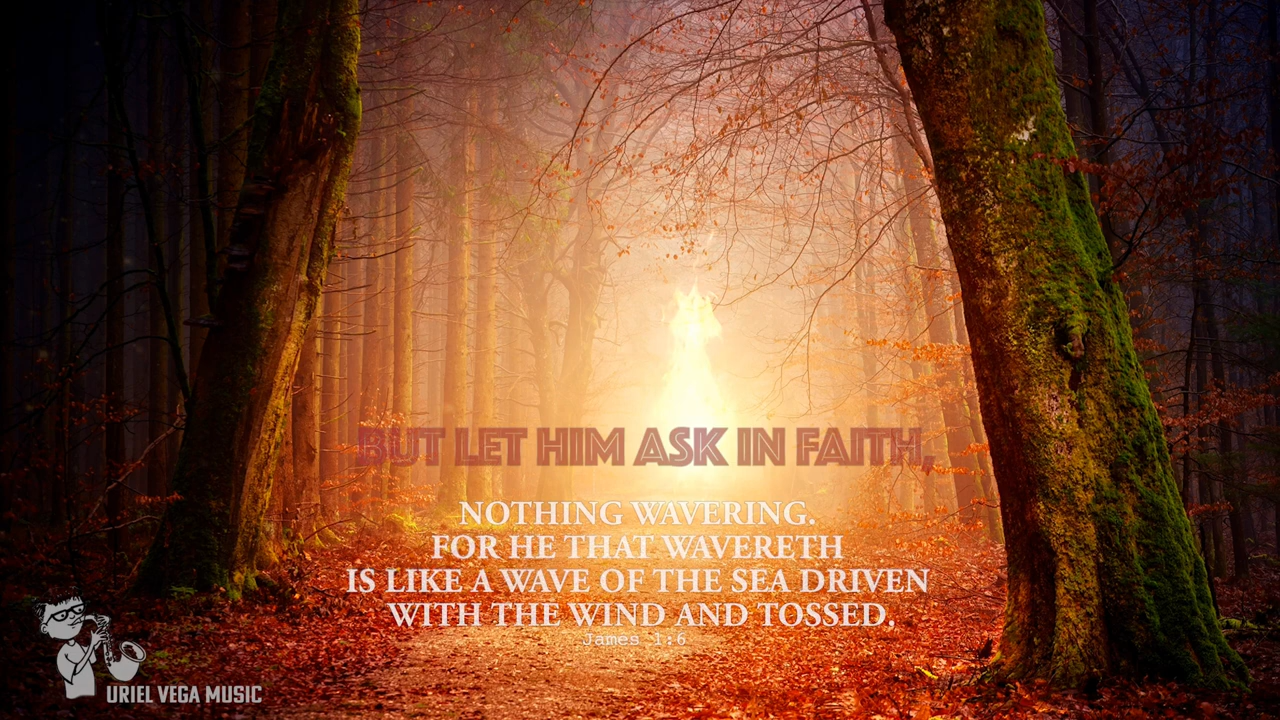 BUT LET HIM ASK IN FAITH,
NOTHING WAVERING.
FOR HE THAT WAVERETH
IS LIKE A WAVE OF THE SEA DRIVEN
WITH THE WIND AND TOSSED.
James 1:6
URIEL VEGA MUSIC